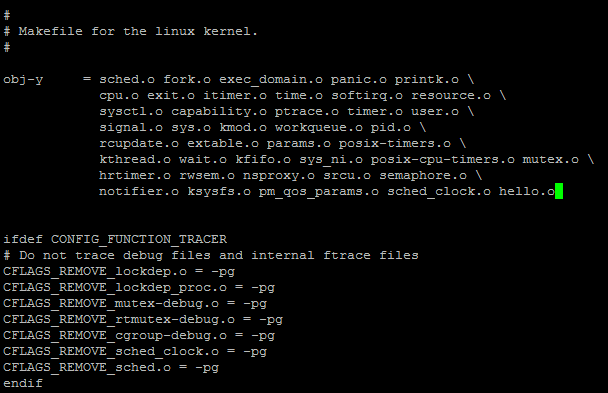 #
# Makefile for the linux kernel.
#
obj-y     = sched.o fork.o exec_domain.o panic.o printk.o \
            cpu.o exit.o itimer.o time.o softirq.o resource.o \
            sysctl.o capability.o ptrace.o timer.o user.o \
            signal.o sys.o kmod.o workqueue.o pid.o \
            rcupdate.o extable.o params.o posix-timers.o \
            kthread.o wait.o kfifo.o sys_ni.o posix-cpu-timers.o mutex.o \
            hrtimer.o rwsem.o nsproxy.o srcu.o semaphore.o \
            notifier.o ksysfs.o pm_qos_params.o sched_clock.o hello.o
ifdef CONFIG_FUNCTION_TRACER
# Do not trace debug files and internal ftrace files
CFLAGS_REMOVE_lockdep.o = -pg
CFLAGS_REMOVE_lockdep_proc.o = -pg
CFLAGS_REMOVE_mutex-debug.o = -pg
CFLAGS_REMOVE_rtmutex-debug.o = -pg
CFLAGS_REMOVE_cgroup-debug.o = -pg
CFLAGS_REMOVE_sched_clock.o = -pg
CFLAGS_REMOVE_sched.o = -pg
endif